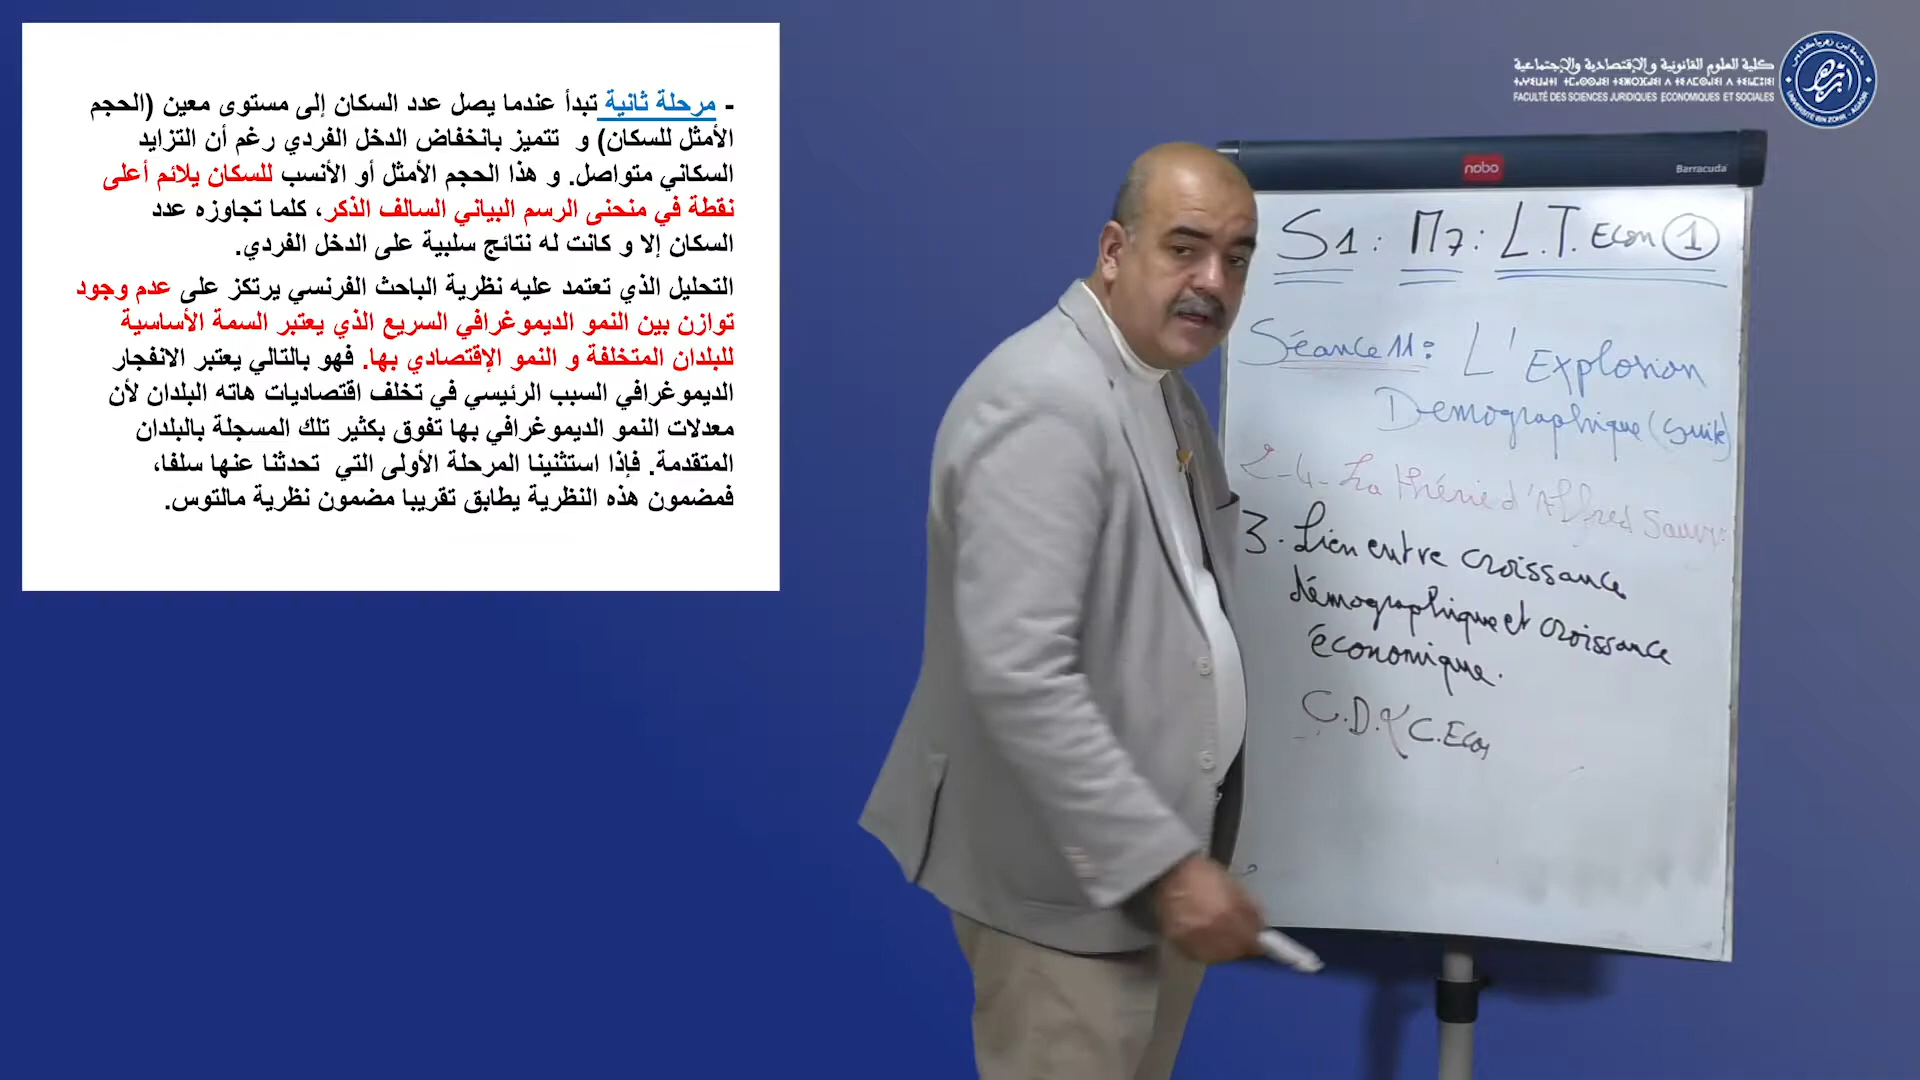 - مرحلة ثانية تبدأ عندما يصل عدد السكان إلى مستوى معين (الحجم
الأمثل للسكان) و تتميز بانخفاض الدخل الفردي رغم أن التزايد
السكاني متواصل. و هذا الحجم الأمثل أو الأنسب للسكان يلائم أعلى
نقطة في منحنى الرسم البياني السالف الذكر، كلما تجاوزه عدد
السكان إلا و كانت له نتائج سلبية على الدخل الفردي.
التحليل الذي تعتمد عليه نظرية الباحث الفرنسي يرتكز على عدم وجود
توازن بين النمو الديموغرافي السريع الذي يعتبر السمة الأساسية
للبلدان المتخلفة و النمو الإقتصادي بها. فهو بالتالي يعتبر الانفجار
الديموغرافي السبب الرئيسي في تخلف اقتصاديات هاته البلدان لأن
معدلات النمو الديموغرافي بها تفوق بكثير تلك المسجلة بالبلدان
المتقدمة. فإذا استثنينا المرحلة الأولى التي تحدثنا عنها سلفا،
فمضمون هذه النظرية يطابق تقريبا مضمون نظرية مالتوس.
كلية العلوم القانونية والإقتصادية والإجتماعية
FACULTÉ DES SCIENCES JURIDIQUES ECONOMIQUES ET SOCIALES
UNIVERSITÉ IBN ZOHR - AGADIR
nobo
Barracuda
S1 : M7 : L.T. Econ 1
Séance 11 : L'Explosion
Demographique (suite)
2-4- La théorie d'Alfred Sauvy
3. Lien entre croissance
démographique et croissance
économique.
C.D. C.Eco